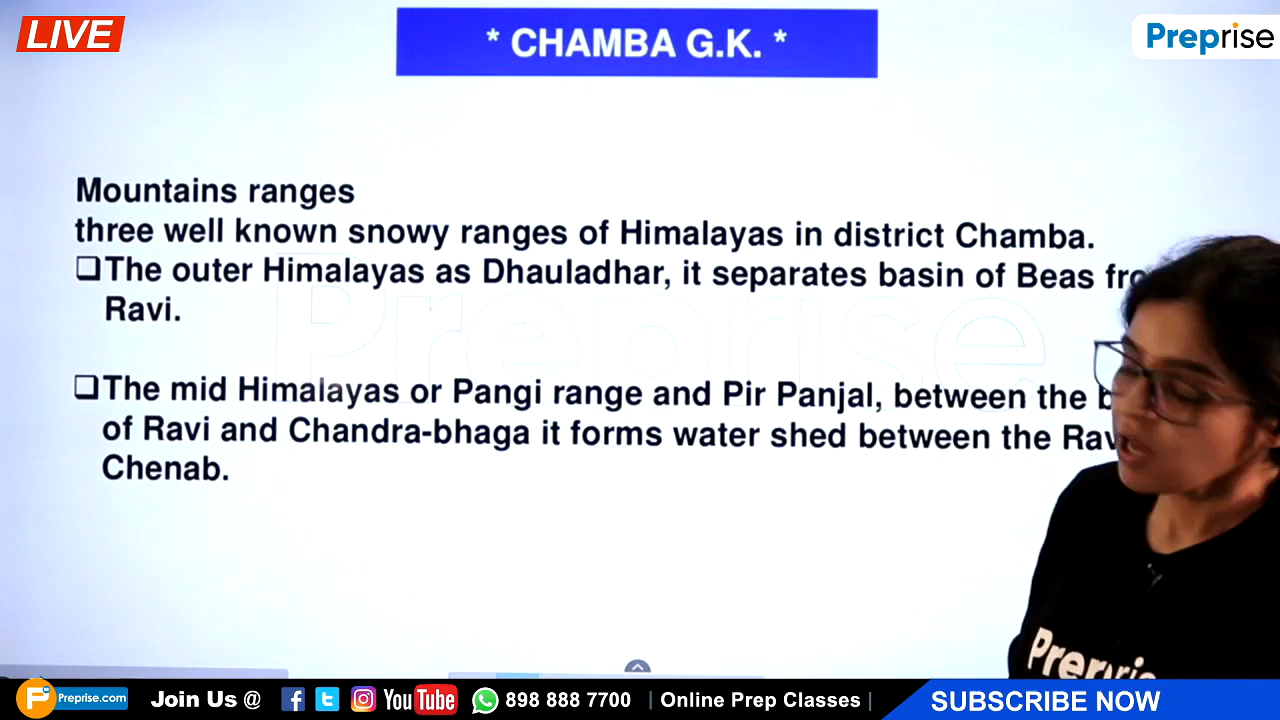 LIVE
* CHAMBA G.K. *
Preprise
Mountains ranges
three well known snowy ranges of Himalayas in district Chamba.
❑The outer Himalayas as Dhauladhar, it separates basin of Beas
Ravi.
Preprise
❑The mid Himalayas or Pangi range and Pir Panjal, between the
of Ravi and Chandra-bhaga it forms water shed between the
Chenab.
Preprise
P Preprise.com Join Us @ YouTube 898 888 7700 | Online Prep Classes | SUBSCRIBE NOW